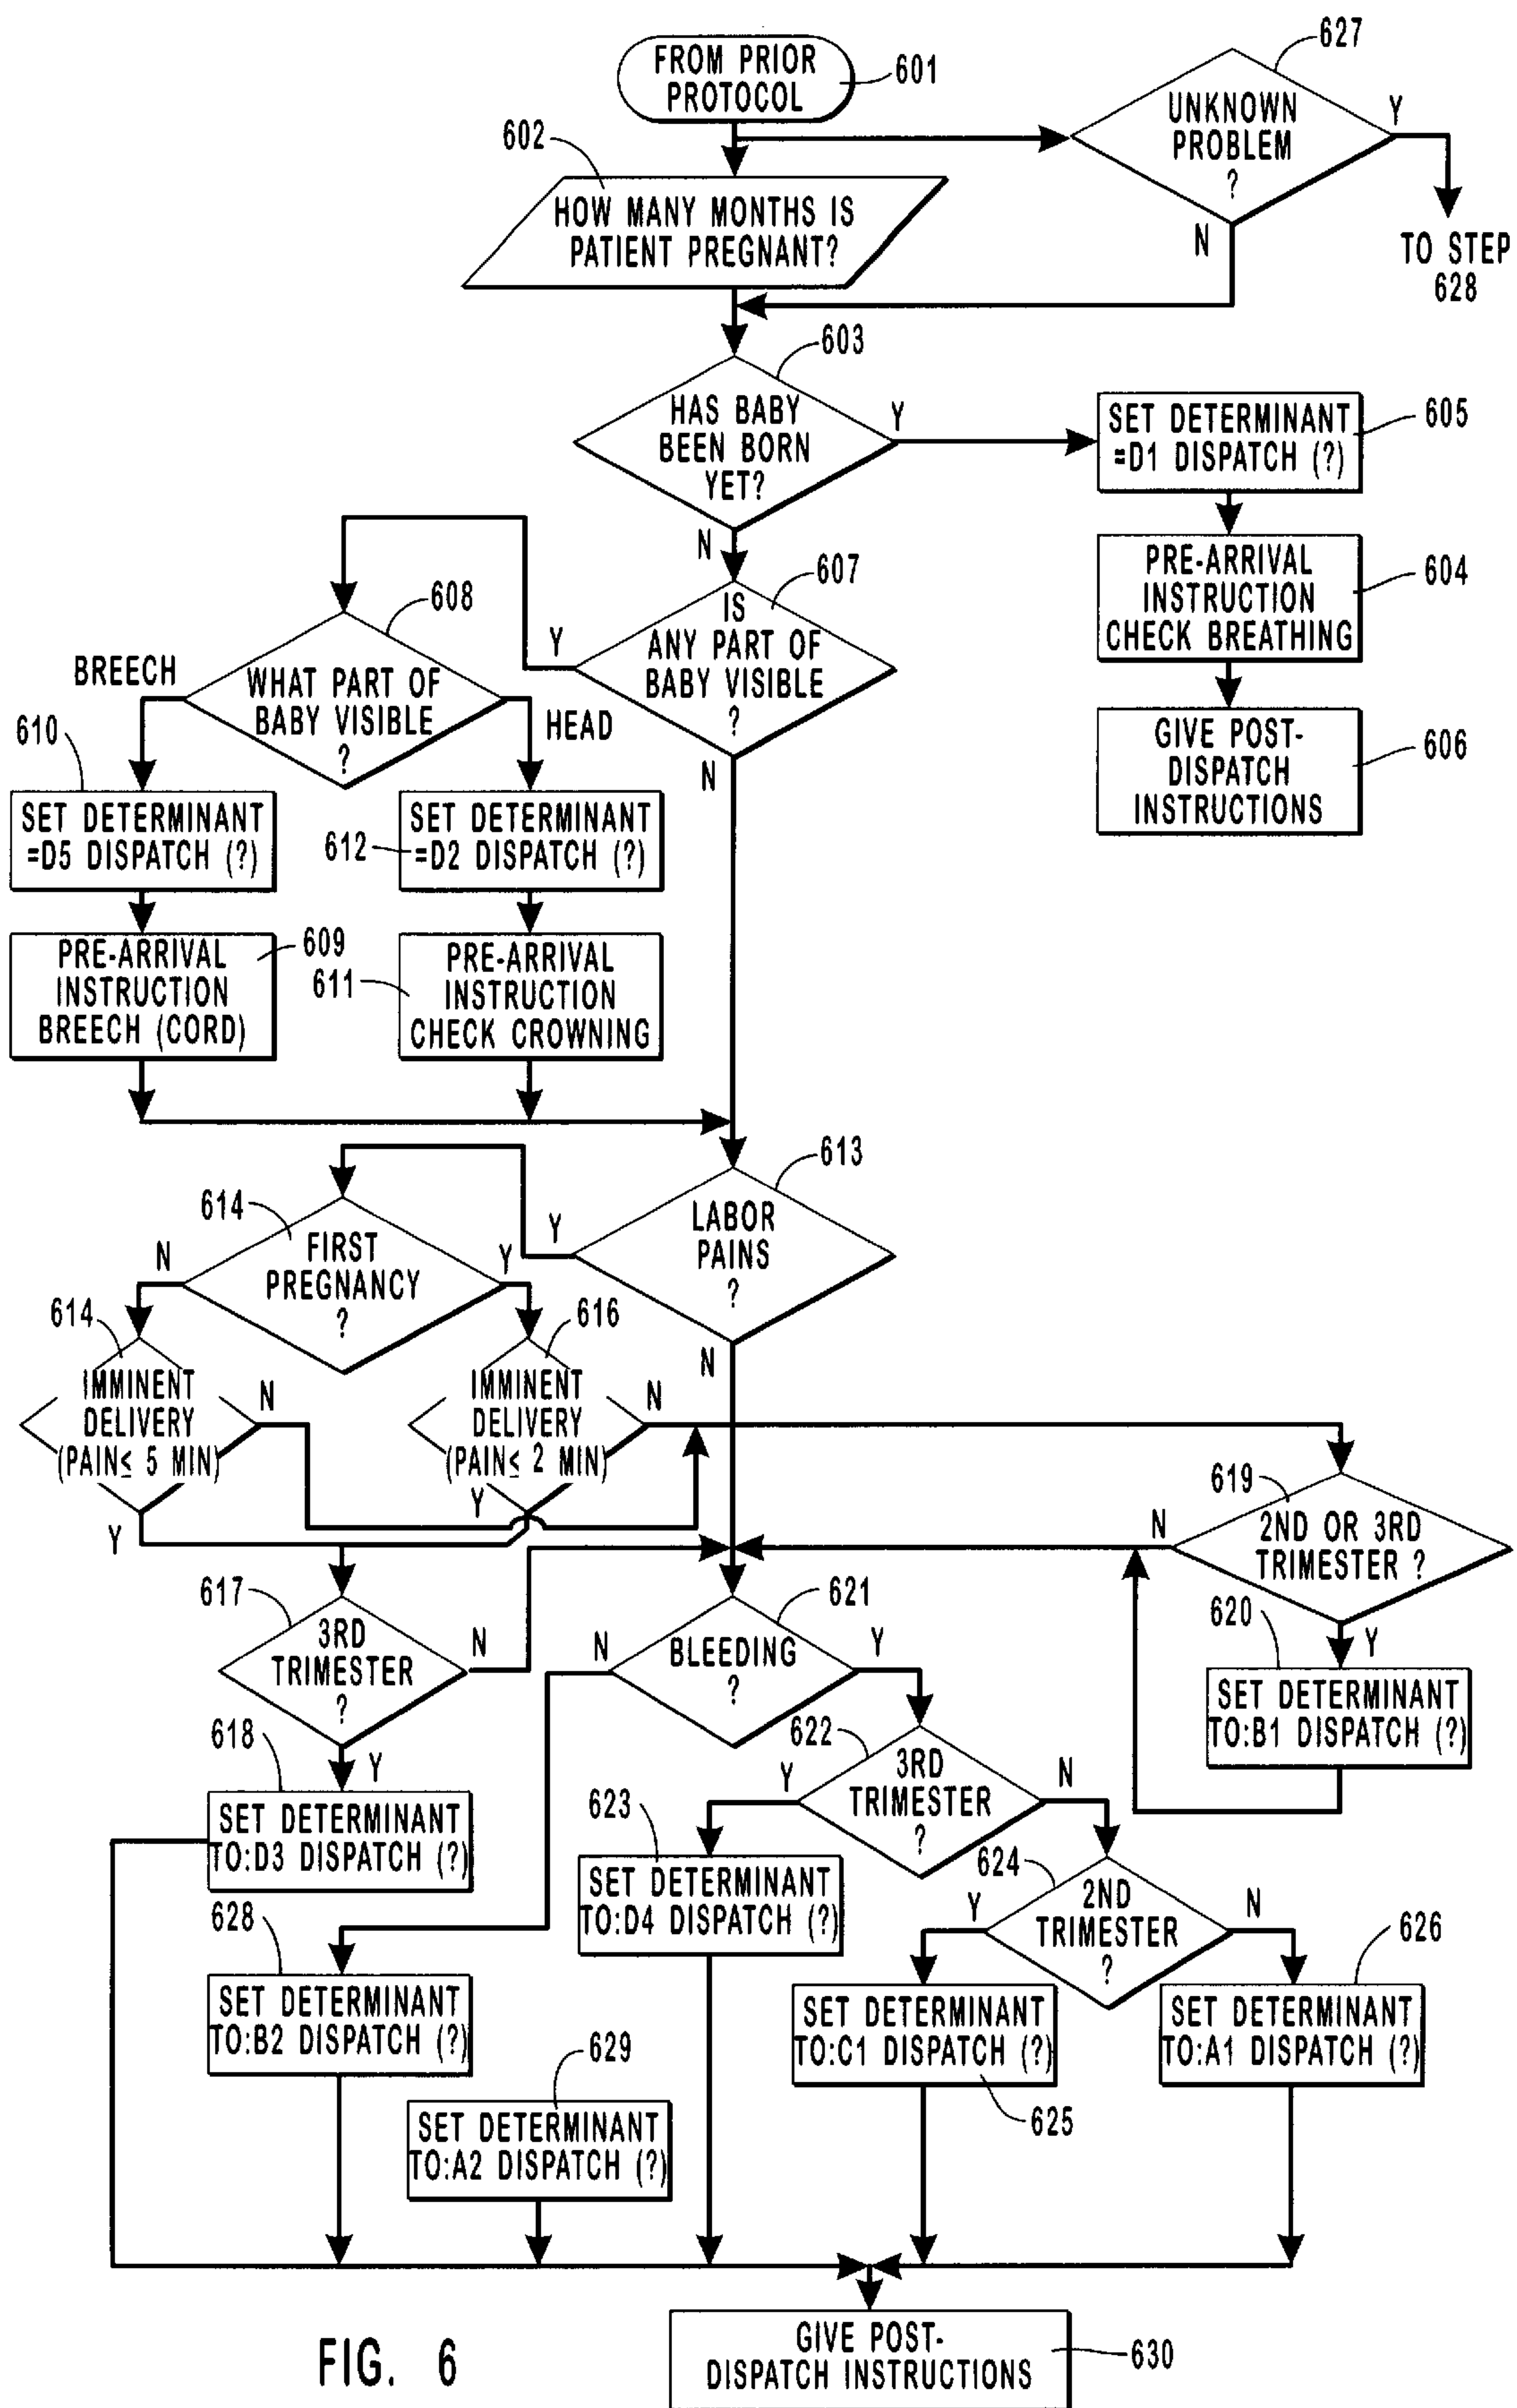 FROM PRIOR
PROTOCOL
601
627
UNKNOWN
PROBLEM
?
Y
N
TO STEP
628
602
HOW MANY MONTHS IS
PATIENT PREGNANT?
603
HAS BABY
BEEN BORN
YET?
Y
N
SET DETERMINANT
=D1 DISPATCH (?)
605
PRE-ARRIVAL
INSTRUCTION
CHECK BREATHING
604
GIVE POST-
DISPATCH
INSTRUCTIONS
606
607
IS
ANY PART OF
BABY VISIBLE
?
Y
N
608
WHAT PART OF
BABY VISIBLE
?
BREECH
HEAD
610
SET DETERMINANT
=D5 DISPATCH (?)
612
SET DETERMINANT
=D2 DISPATCH (?)
PRE-ARRIVAL
INSTRUCTION
BREECH (CORD)
609
611
PRE-ARRIVAL
INSTRUCTION
CHECK CROWNING
613
LABOR
PAINS
?
Y
N
614
FIRST
PREGNANCY
?
N
Y
614
IMMINENT
DELIVERY
(PAIN≤ 5 MIN)
N
Y
616
IMMINENT
DELIVERY
(PAIN≤ 2 MIN)
N
Y
619
2ND OR 3RD
TRIMESTER ?
N
Y
620
SET DETERMINANT
TO:B1 DISPATCH (?)
617
3RD
TRIMESTER
?
N
Y
621
BLEEDING
?
N
Y
618
SET DETERMINANT
TO:D3 DISPATCH (?)
622
3RD
TRIMESTER
?
Y
N
623
SET DETERMINANT
TO:D4 DISPATCH (?)
624
2ND
TRIMESTER
?
Y
N
628
SET DETERMINANT
TO:B2 DISPATCH (?)
SET DETERMINANT
TO:C1 DISPATCH (?)
625
626
SET DETERMINANT
TO:A1 DISPATCH (?)
629
SET DETERMINANT
TO:A2 DISPATCH (?)
GIVE POST-
DISPATCH INSTRUCTIONS
630
FIG. 6